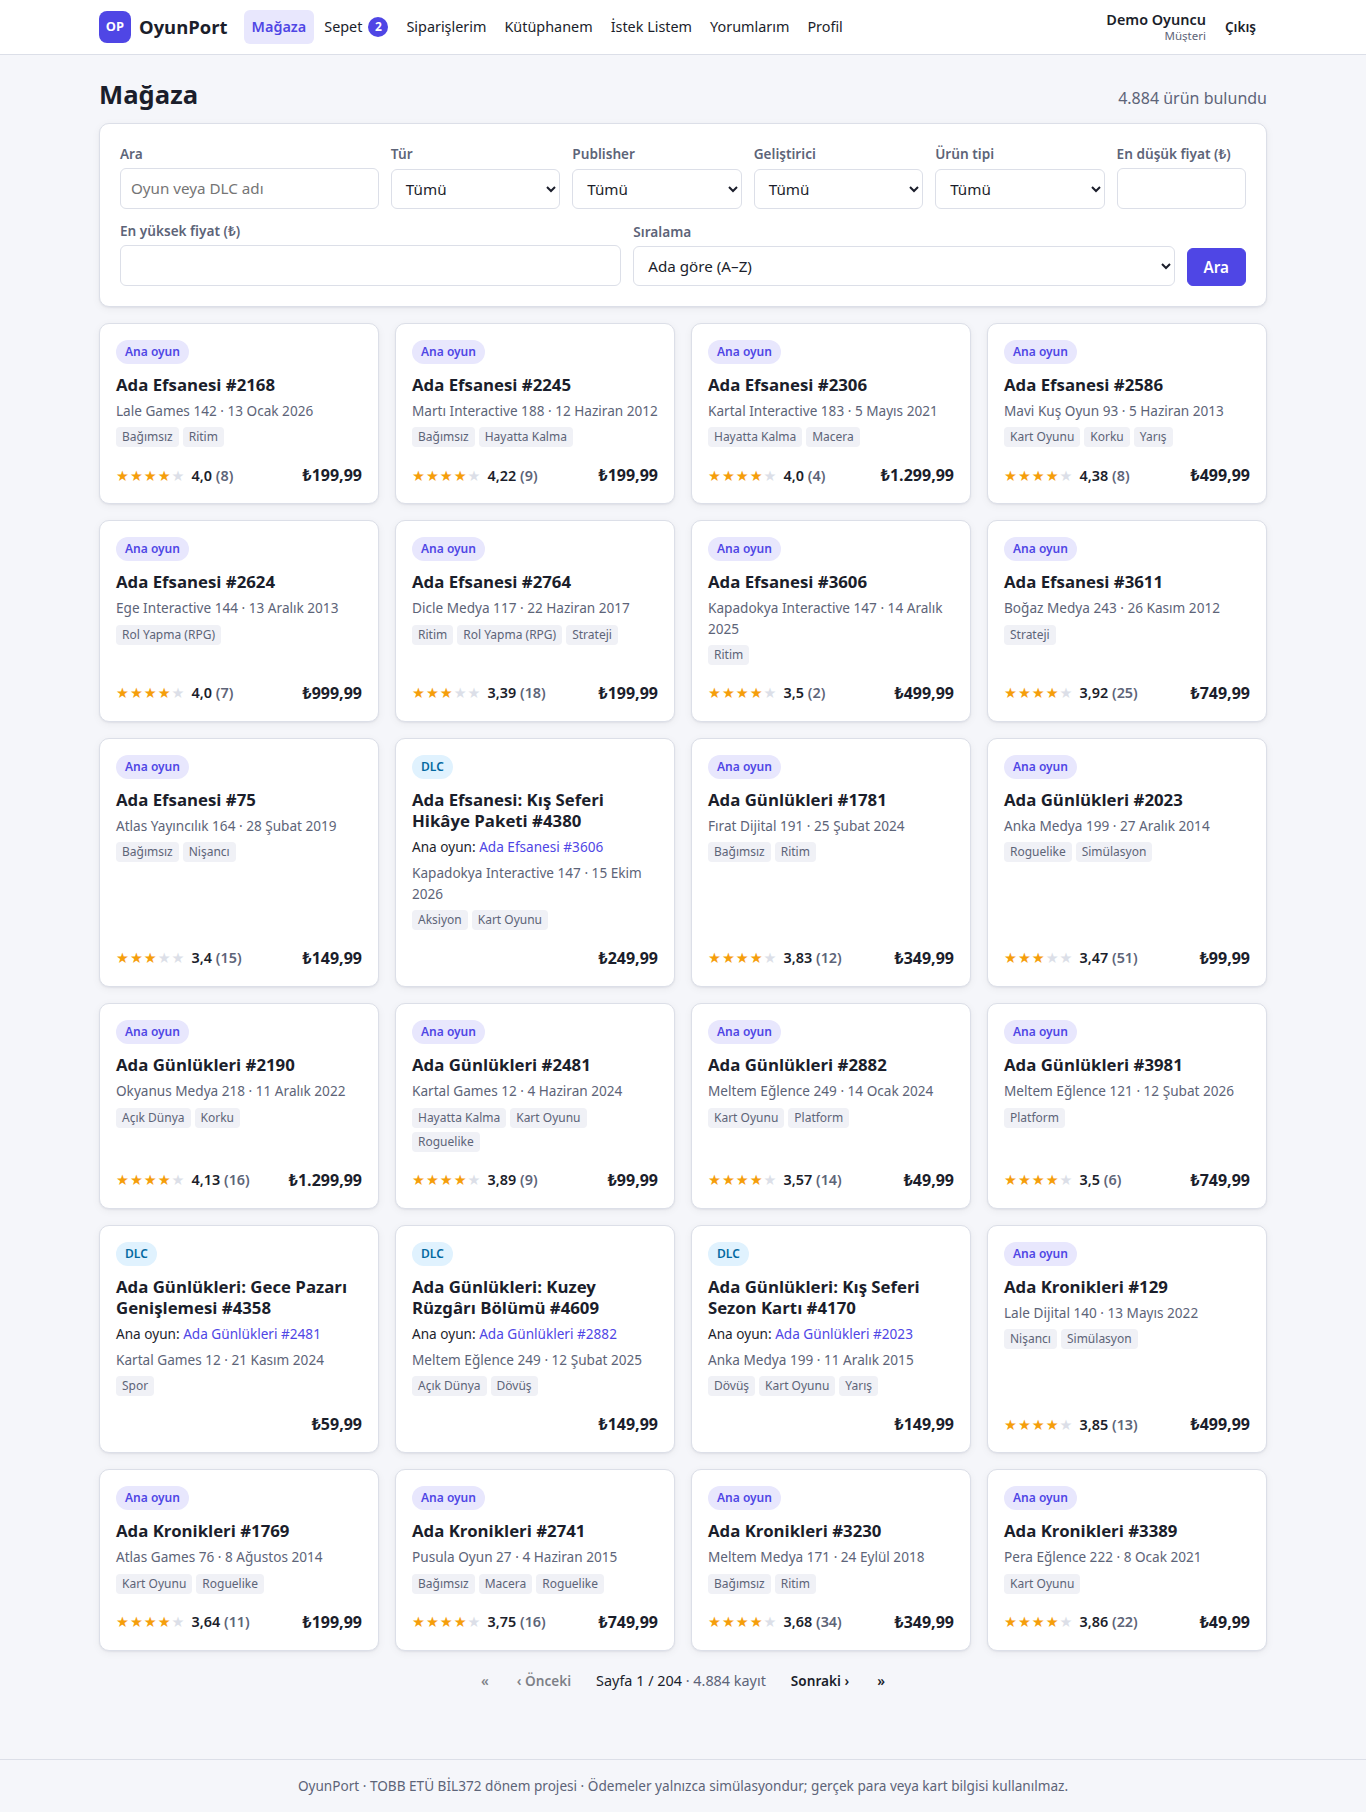 OP OyunPort Mağaza Sepet 2 Siparişlerim Kütüphanem İstek Listem Yorumlarım Profil Demo Oyuncu Çıkış
Müşteri
Mağaza 4.884 ürün bulundu
Ara Tür Publisher Geliştirici Ürün tipi En düşük fiyat (₺)
Oyun veya DLC adı Tümü Tümü Tümü Tümü
En yüksek fiyat (₺) Sıralama
Ada göre (A–Z) Ara
Ana oyun
Ada Efsanesi #2168
Lale Games 142 · 13 Ocak 2026
Bağımsız Ritim
★★★★★ 4,0 (8) ₺199,99
Ana oyun
Ada Efsanesi #2245
Martı Interactive 188 · 12 Haziran 2012
Bağımsız Hayatta Kalma
★★★★★ 4,22 (9) ₺199,99
Ana oyun
Ada Efsanesi #2306
Kartal Interactive 183 · 5 Mayıs 2021
Hayatta Kalma Macera
★★★★★ 4,0 (4) ₺1.299,99
Ana oyun
Ada Efsanesi #2586
Mavi Kuş Oyun 93 · 5 Haziran 2013
Kart Oyunu Korku Yarış
★★★★★ 4,38 (8) ₺499,99
Ana oyun
Ada Efsanesi #2624
Ege Interactive 144 · 13 Aralık 2013
Rol Yapma (RPG)
★★★★★ 4,0 (7) ₺999,99
Ana oyun
Ada Efsanesi #2764
Dicle Medya 117 · 22 Haziran 2017
Ritim Rol Yapma (RPG) Strateji
★★★★★ 3,39 (18) ₺199,99
Ana oyun
Ada Efsanesi #3606
Kapadokya Interactive 147 · 14 Aralık
2025
Ritim
★★★★★ 3,5 (2) ₺499,99
Ana oyun
Ada Efsanesi #3611
Boğaz Medya 243 · 26 Kasım 2012
Strateji
★★★★★ 3,92 (25) ₺749,99
Ana oyun
Ada Efsanesi #75
Atlas Yayıncılık 164 · 28 Şubat 2019
Bağımsız Nişancı
★★★★★ 3,4 (15) ₺149,99
DLC
Ada Efsanesi: Kış Seferi
Hikâye Paketi #4380
Ana oyun: Ada Efsanesi #3606
Kapadokya Interactive 147 · 15 Ekim
2026
Aksiyon Kart Oyunu
₺249,99
Ana oyun
Ada Günlükleri #1781
Fırat Dijital 191 · 25 Şubat 2024
Bağımsız Ritim
★★★★★ 3,83 (12) ₺349,99
Ana oyun
Ada Günlükleri #2023
Anka Medya 199 · 27 Aralık 2014
Roguelike Simülasyon
★★★★★ 3,47 (51) ₺99,99
Ana oyun
Ada Günlükleri #2190
Okyanus Medya 218 · 11 Aralık 2022
Açık Dünya Korku
★★★★★ 4,13 (16) ₺1.299,99
Ana oyun
Ada Günlükleri #2481
Kartal Games 12 · 4 Haziran 2024
Hayatta Kalma Kart Oyunu
Roguelike
★★★★★ 3,89 (9) ₺99,99
Ana oyun
Ada Günlükleri #2882
Meltem Eğlence 249 · 14 Ocak 2024
Kart Oyunu Platform
★★★★★ 3,57 (14) ₺49,99
Ana oyun
Ada Günlükleri #3981
Meltem Eğlence 121 · 12 Şubat 2026
Platform
★★★★★ 3,5 (6) ₺749,99
DLC
Ada Günlükleri: Gece Pazarı
Genişlemesi #4358
Ana oyun: Ada Günlükleri #2481
Kartal Games 12 · 21 Kasım 2024
Spor
₺59,99
DLC
Ada Günlükleri: Kuzey
Rüzgârı Bölümü #4609
Ana oyun: Ada Günlükleri #2882
Meltem Eğlence 249 · 12 Şubat 2025
Açık Dünya Dövüş
₺149,99
DLC
Ada Günlükleri: Kış Seferi
Sezon Kartı #4170
Ana oyun: Ada Günlükleri #2023
Anka Medya 199 · 11 Aralık 2015
Dövüş Kart Oyunu Yarış
₺149,99
Ana oyun
Ada Kronikleri #129
Lale Dijital 140 · 13 Mayıs 2022
Nişancı Simülasyon
★★★★★ 3,85 (13) ₺499,99
Ana oyun
Ada Kronikleri #1769
Atlas Games 76 · 8 Ağustos 2014
Kart Oyunu Roguelike
★★★★★ 3,64 (11) ₺199,99
Ana oyun
Ada Kronikleri #2741
Pusula Oyun 27 · 4 Haziran 2015
Bağımsız Macera Roguelike
★★★★★ 3,75 (16) ₺749,99
Ana oyun
Ada Kronikleri #3230
Meltem Medya 171 · 24 Eylül 2018
Bağımsız Ritim
★★★★★ 3,68 (34) ₺349,99
Ana oyun
Ada Kronikleri #3389
Pera Eğlence 222 · 8 Ocak 2021
Kart Oyunu
★★★★★ 3,86 (22) ₺49,99
« ‹ Önceki Sayfa 1 / 204 · 4.884 kayıt Sonraki › »
OyunPort · TOBB ETÜ BİL372 dönem projesi · Ödemeler yalnızca simülasyondur; gerçek para veya kart bilgisi kullanılmaz.